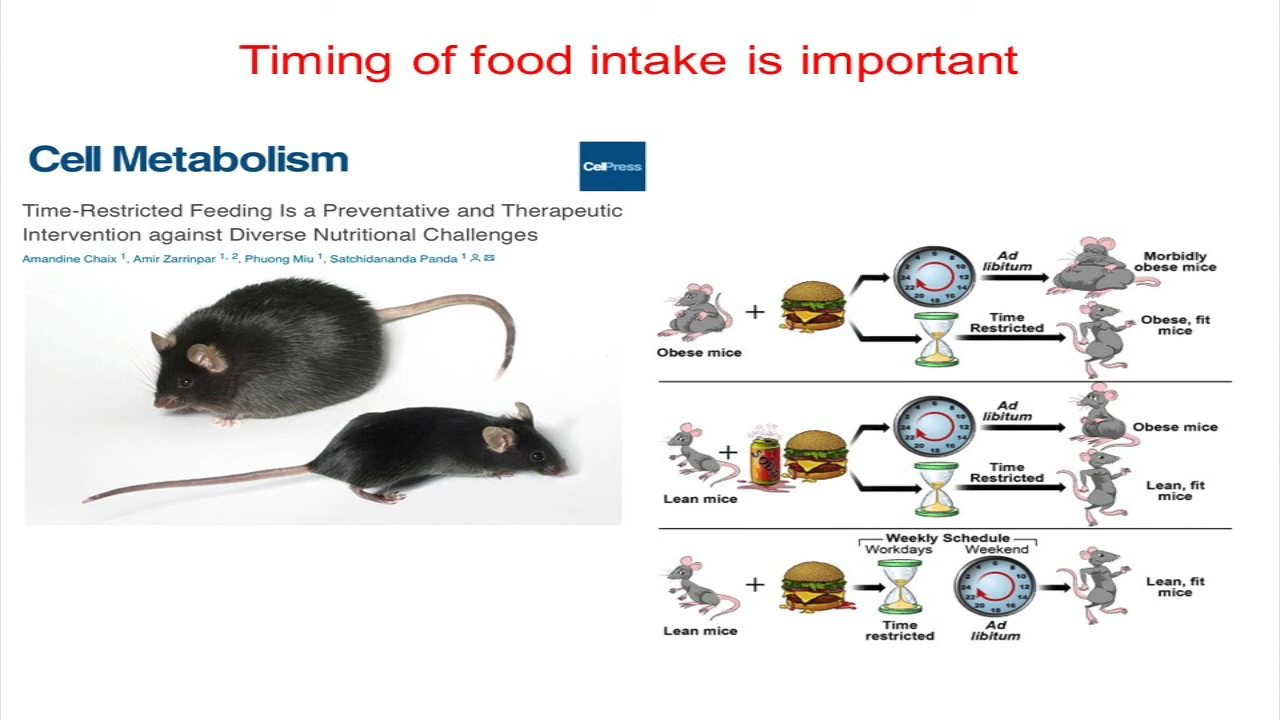 Timing of food intake is important
Cell Metabolism
CellPress
Time-Restricted Feeding Is a Preventative and Therapeutic
Intervention against Diverse Nutritional Challenges
Amandine Chaix 1, Amir Zarrinpar 1, 2, Phuong Miu 1, Satchidananda Panda 1
Obese mice
+
Ad
libitum
Morbidly
obese mice
Time
Restricted
Obese, fit
mice
Lean mice
+
SODA
Ad
libitum
Obese mice
Time
Restricted
Lean, fit
mice
Weekly Schedule
Workdays
Weekend
Lean mice
+
Time
restricted
Ad
libitum
Lean, fit
mice